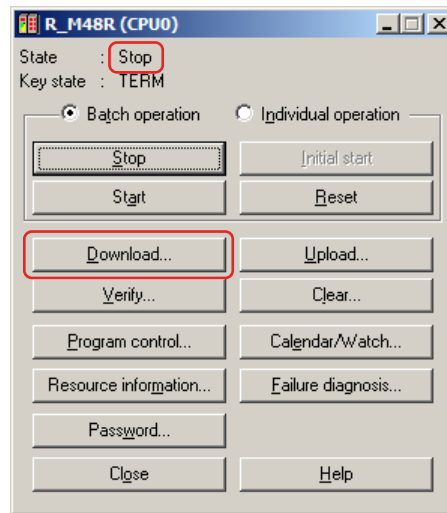 R_M48R (CPU0)
State : Stop
Key state : TERM
Batch operation Individual operation
Stop Initial start
Start Reset
Download... Upload...
Verify... Clear...
Program control... Calendar/Watch...
Resource information... Failure diagnosis...
Password...
Close Help